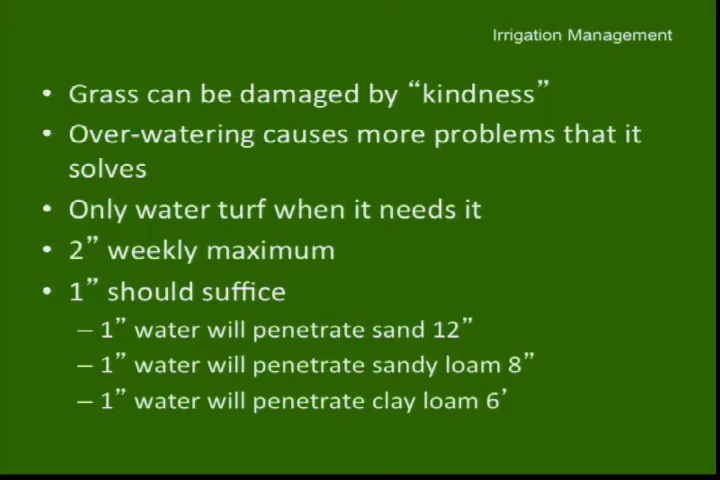 Irrigation Management
• Grass can be damaged by “kindness”
• Over-watering causes more problems that it
solves
• Only water turf when it needs it
• 2” weekly maximum
• 1” should suffice
– 1” water will penetrate sand 12”
– 1” water will penetrate sandy loam 8”
– 1” water will penetrate clay loam 6’